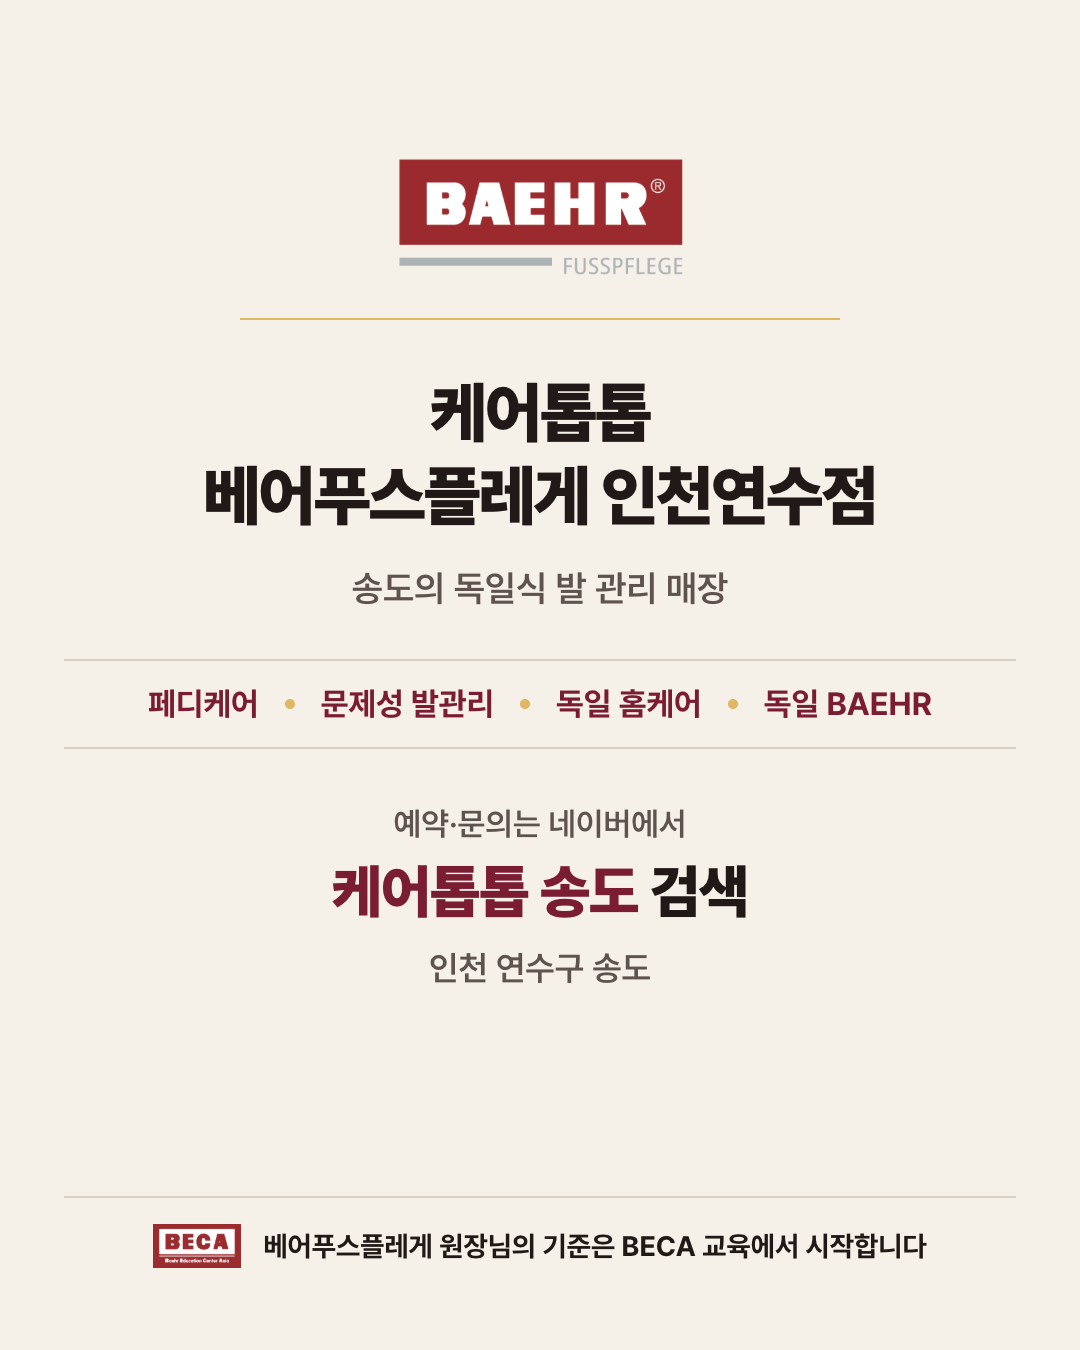 BAEHR®
FUSSPFLEGE
케어톱톱
베어푸스플레게 인천연수점
송도의 독일식 발 관리 매장
페디케어 • 문제성 발관리 • 독일 홈케어 • 독일 BAEHR
예약·문의는 네이버에서
케어톱톱 송도 검색
인천 연수구 송도
BECA
Baehr Education Center Asia
베어푸스플레게 원장님의 기준은 BECA 교육에서 시작합니다